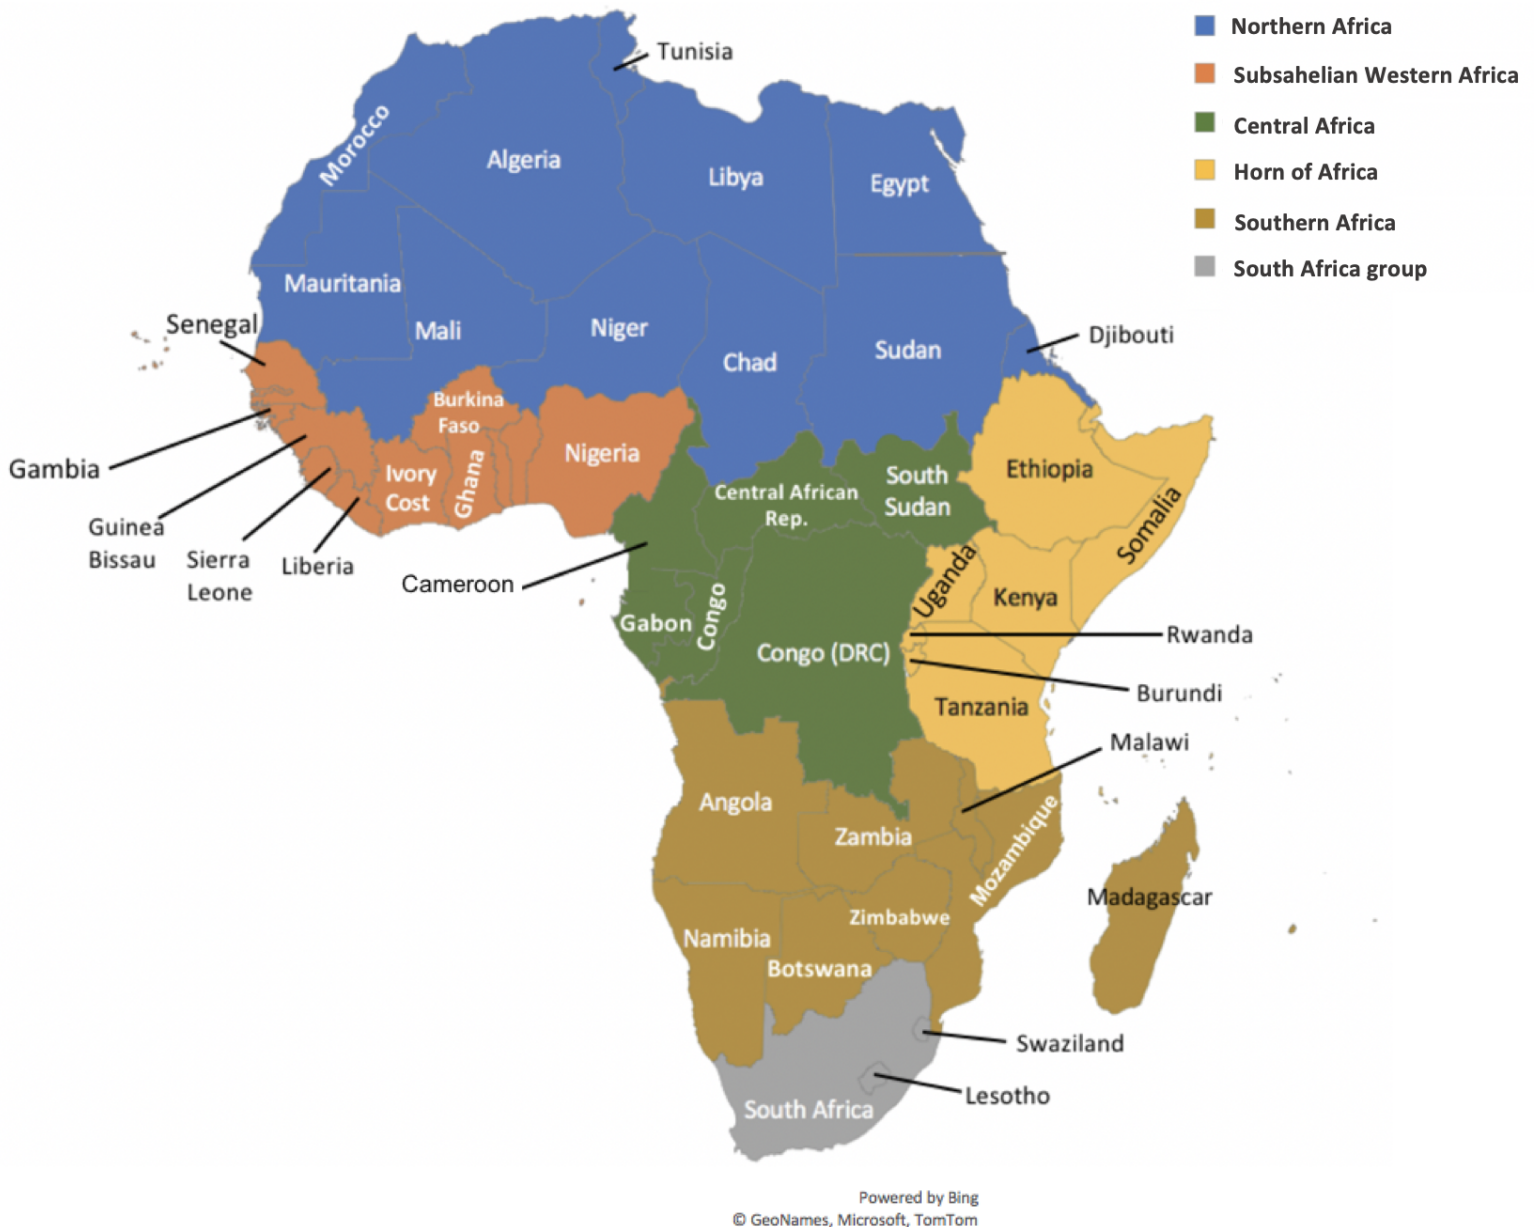 Northern Africa
Subsahelian Western Africa
Central Africa
Horn of Africa
Southern Africa
South Africa group
Tunisia
Morocco
Algeria
Libya
Egypt
Mauritania
Mali
Niger
Chad
Sudan
Djibouti
Senegal
Burkina
Faso
Nigeria
Gambia
Ivory
Cost
Ghana
Guinea
Bissau
Sierra
Leone
Liberia
Cameroon
Central African
Rep.
South
Sudan
Ethiopia
Somalia
Uganda
Kenya
Gabon
Congo
Congo (DRC)
Rwanda
Burundi
Tanzania
Malawi
Angola
Zambia
Mozambique
Madagascar
Namibia
Botswana
Zimbabwe
Swaziland
Lesotho
South Africa
Powered by Bing
© GeoNames, Microsoft, TomTom